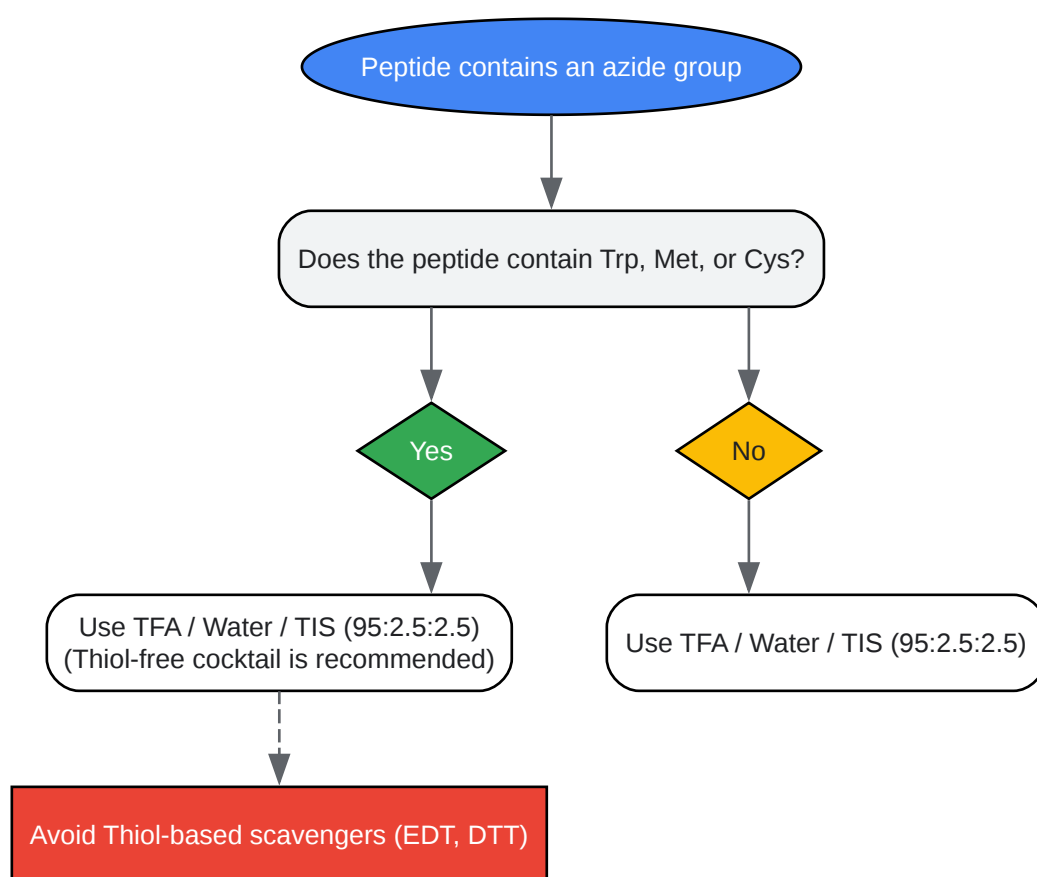 Peptide contains an azide group
Does the peptide contain Trp, Met, or Cys?
Yes
No
Use TFA / Water / TIS (95:2.5:2.5)
(Thiol-free cocktail is recommended)
Use TFA / Water / TIS (95:2.5:2.5)
Avoid Thiol-based scavengers (EDT, DTT)